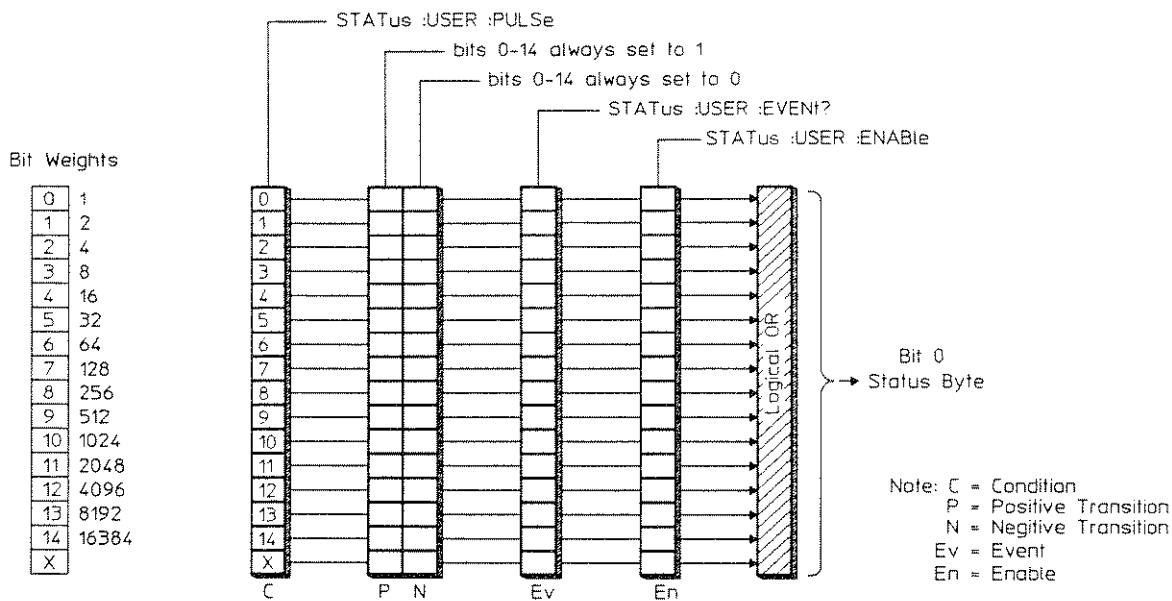 STATus :USER :PULSe
bits 0-14 always set to 1
bits 0-14 always set to 0
STATus :USER :EVENt?
STATus :USER :ENABle
Bit Weights
0 1
1 2
2 4
3 8
4 16
5 32
6 64
7 128
8 256
9 512
10 1024
11 2048
12 4096
13 8192
14 16384
X
0
1
2
3
4
5
6
7
8
9
10
11
12
13
14
X
C
P N
Ev
En
Logical OR
Bit 0
Status Byte
Note: C = Condition
P = Positive Transition
N = Negitive Transition
Ev = Event
En = Enable